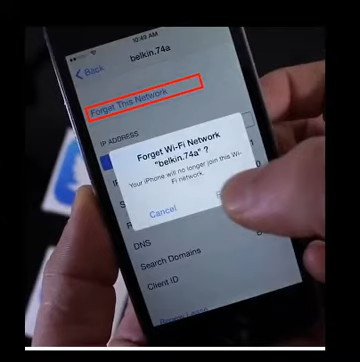 10:49 AM
Back
belkin.74a
Forget This Network
IP ADDRESS
Forget Wi-Fi Network
"belkin.74a" ?
Your iPhone will no longer join this Wi-
Fi network.
Cancel
DNS
Search Domains
Client ID